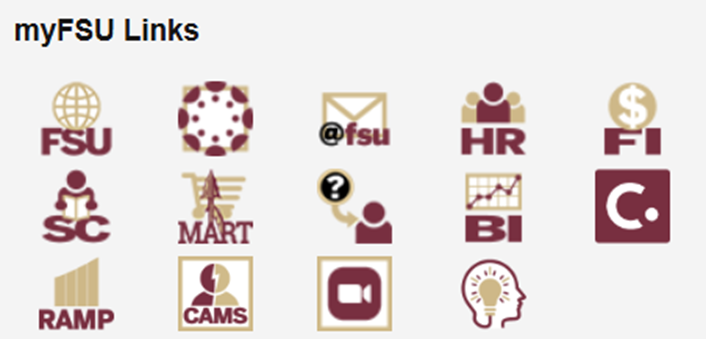 myFSU Links
FSU
@fsu
HR
FI
SC
MART
?
BI
C.
RAMP
CAMS